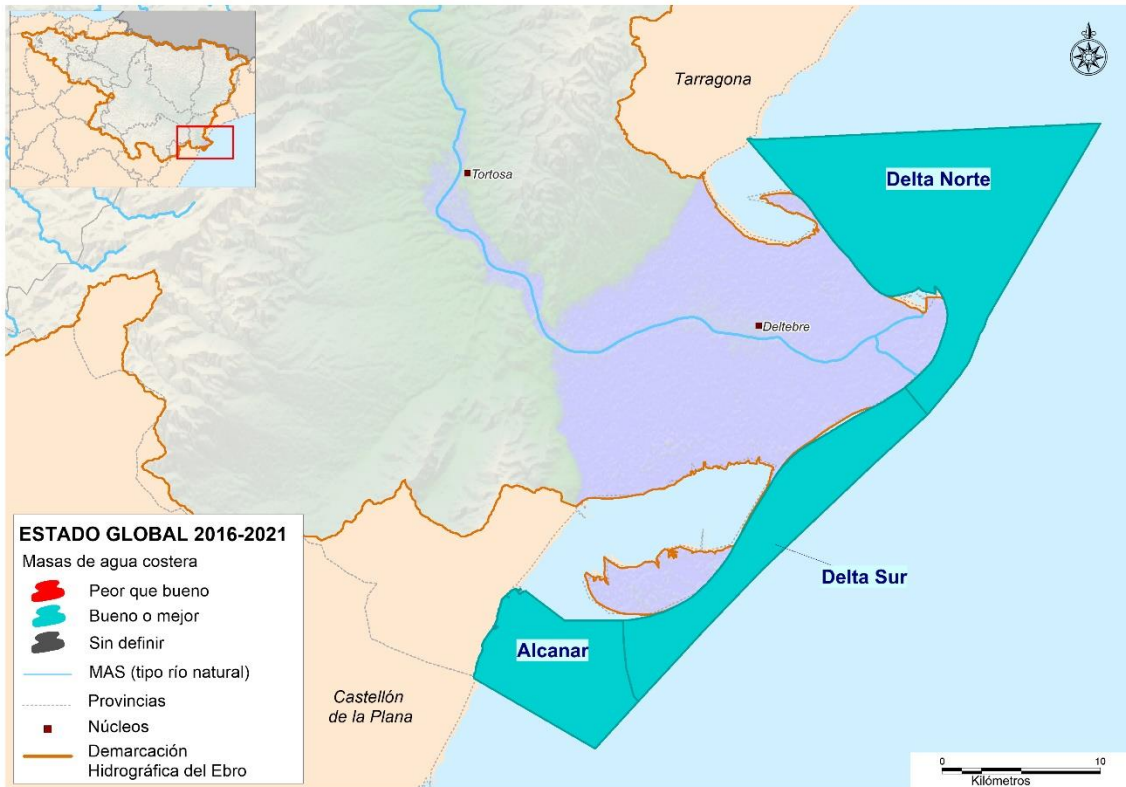 Tarragona
Delta Norte
Tortosa
Deltebre
Delta Sur
Alcanar
Castellón
de la Plana
ESTADO GLOBAL 2016-2021
Masas de agua costera
Peor que bueno
Bueno o mejor
Sin definir
MAS (tipo río natural)
Provincias
Núcleos
Demarcación
Hidrográfica del Ebro
0 10
Kilómetros